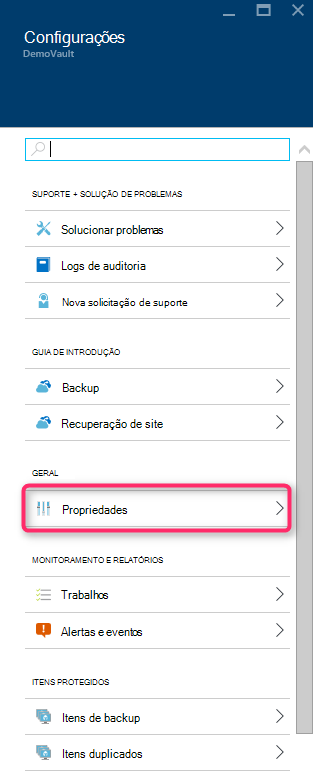 Configurações
DemoVault
SUPORTE + SOLUÇÃO DE PROBLEMAS
Solucionar problemas
Logs de auditoria
Nova solicitação de suporte
GUIA DE INTRODUÇÃO
Backup
Recuperação de site
GERAL
Propriedades
MONITORAMENTO E RELATÓRIOS
Trabalhos
Alertas e eventos
ITENS PROTEGIDOS
Itens de backup
Itens duplicados